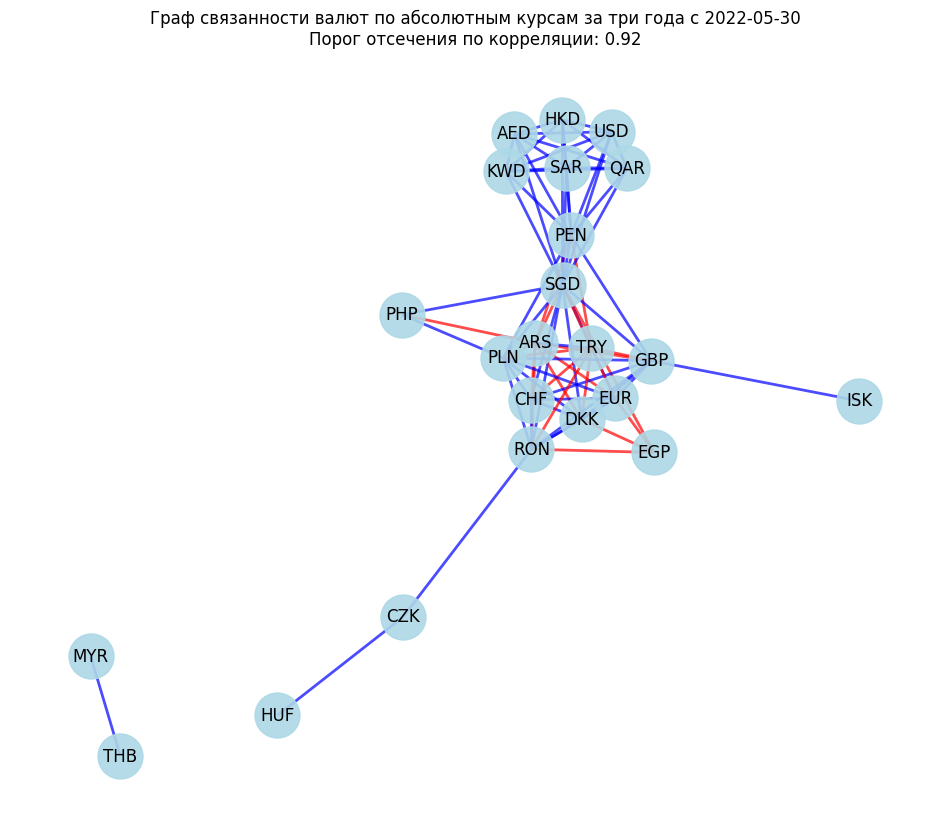 Граф связанности валют по абсолютным курсам за три года с 2022-05-30
Порог отсечения по корреляции: 0.92
HKD
AED
USD
KWD
SAR
QAR
PEN
SGD
PHP
ARS
TRY
PLN
GBP
CHF
EUR
ISK
DKK
RON
EGP
CZK
MYR
HUF
THB